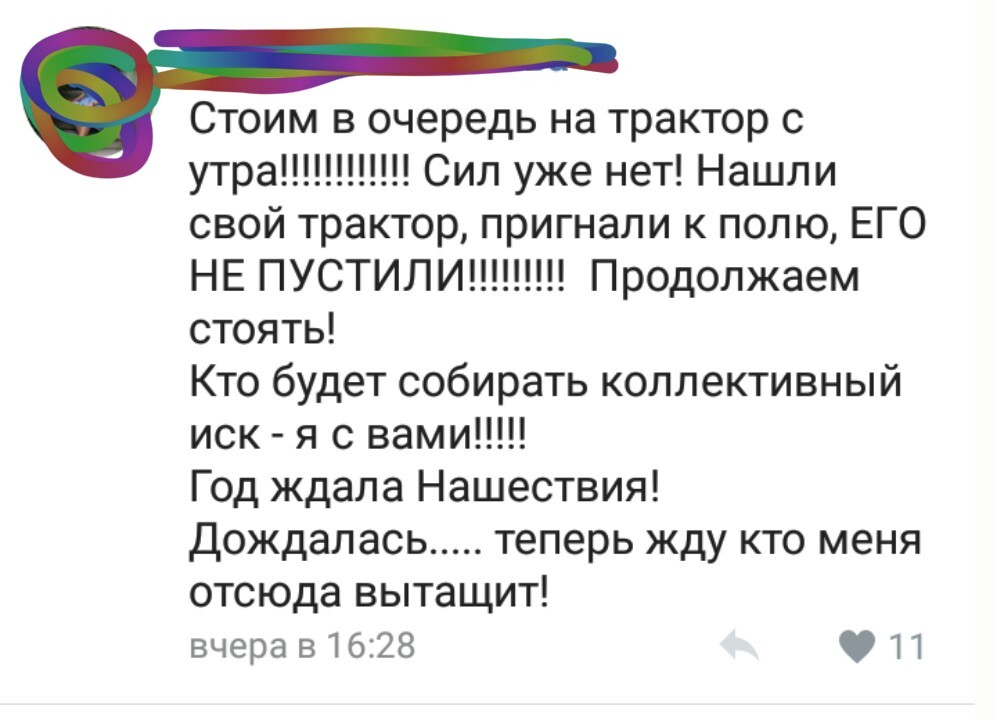 Стоим в очередь на трактор с
утра!!!!!!!!!!!! Сил уже нет! Нашли
свой трактор, пригнали к полю, ЕГО
НЕ ПУСТИЛИ!!!!!!!!! Продолжаем
стоять!
Кто будет собирать коллективный
иск - я с вами!!!!!
Год ждала Нашествия!
Дождалась..... теперь жду кто меня
отсюда вытащит!
вчера в 16:28
11